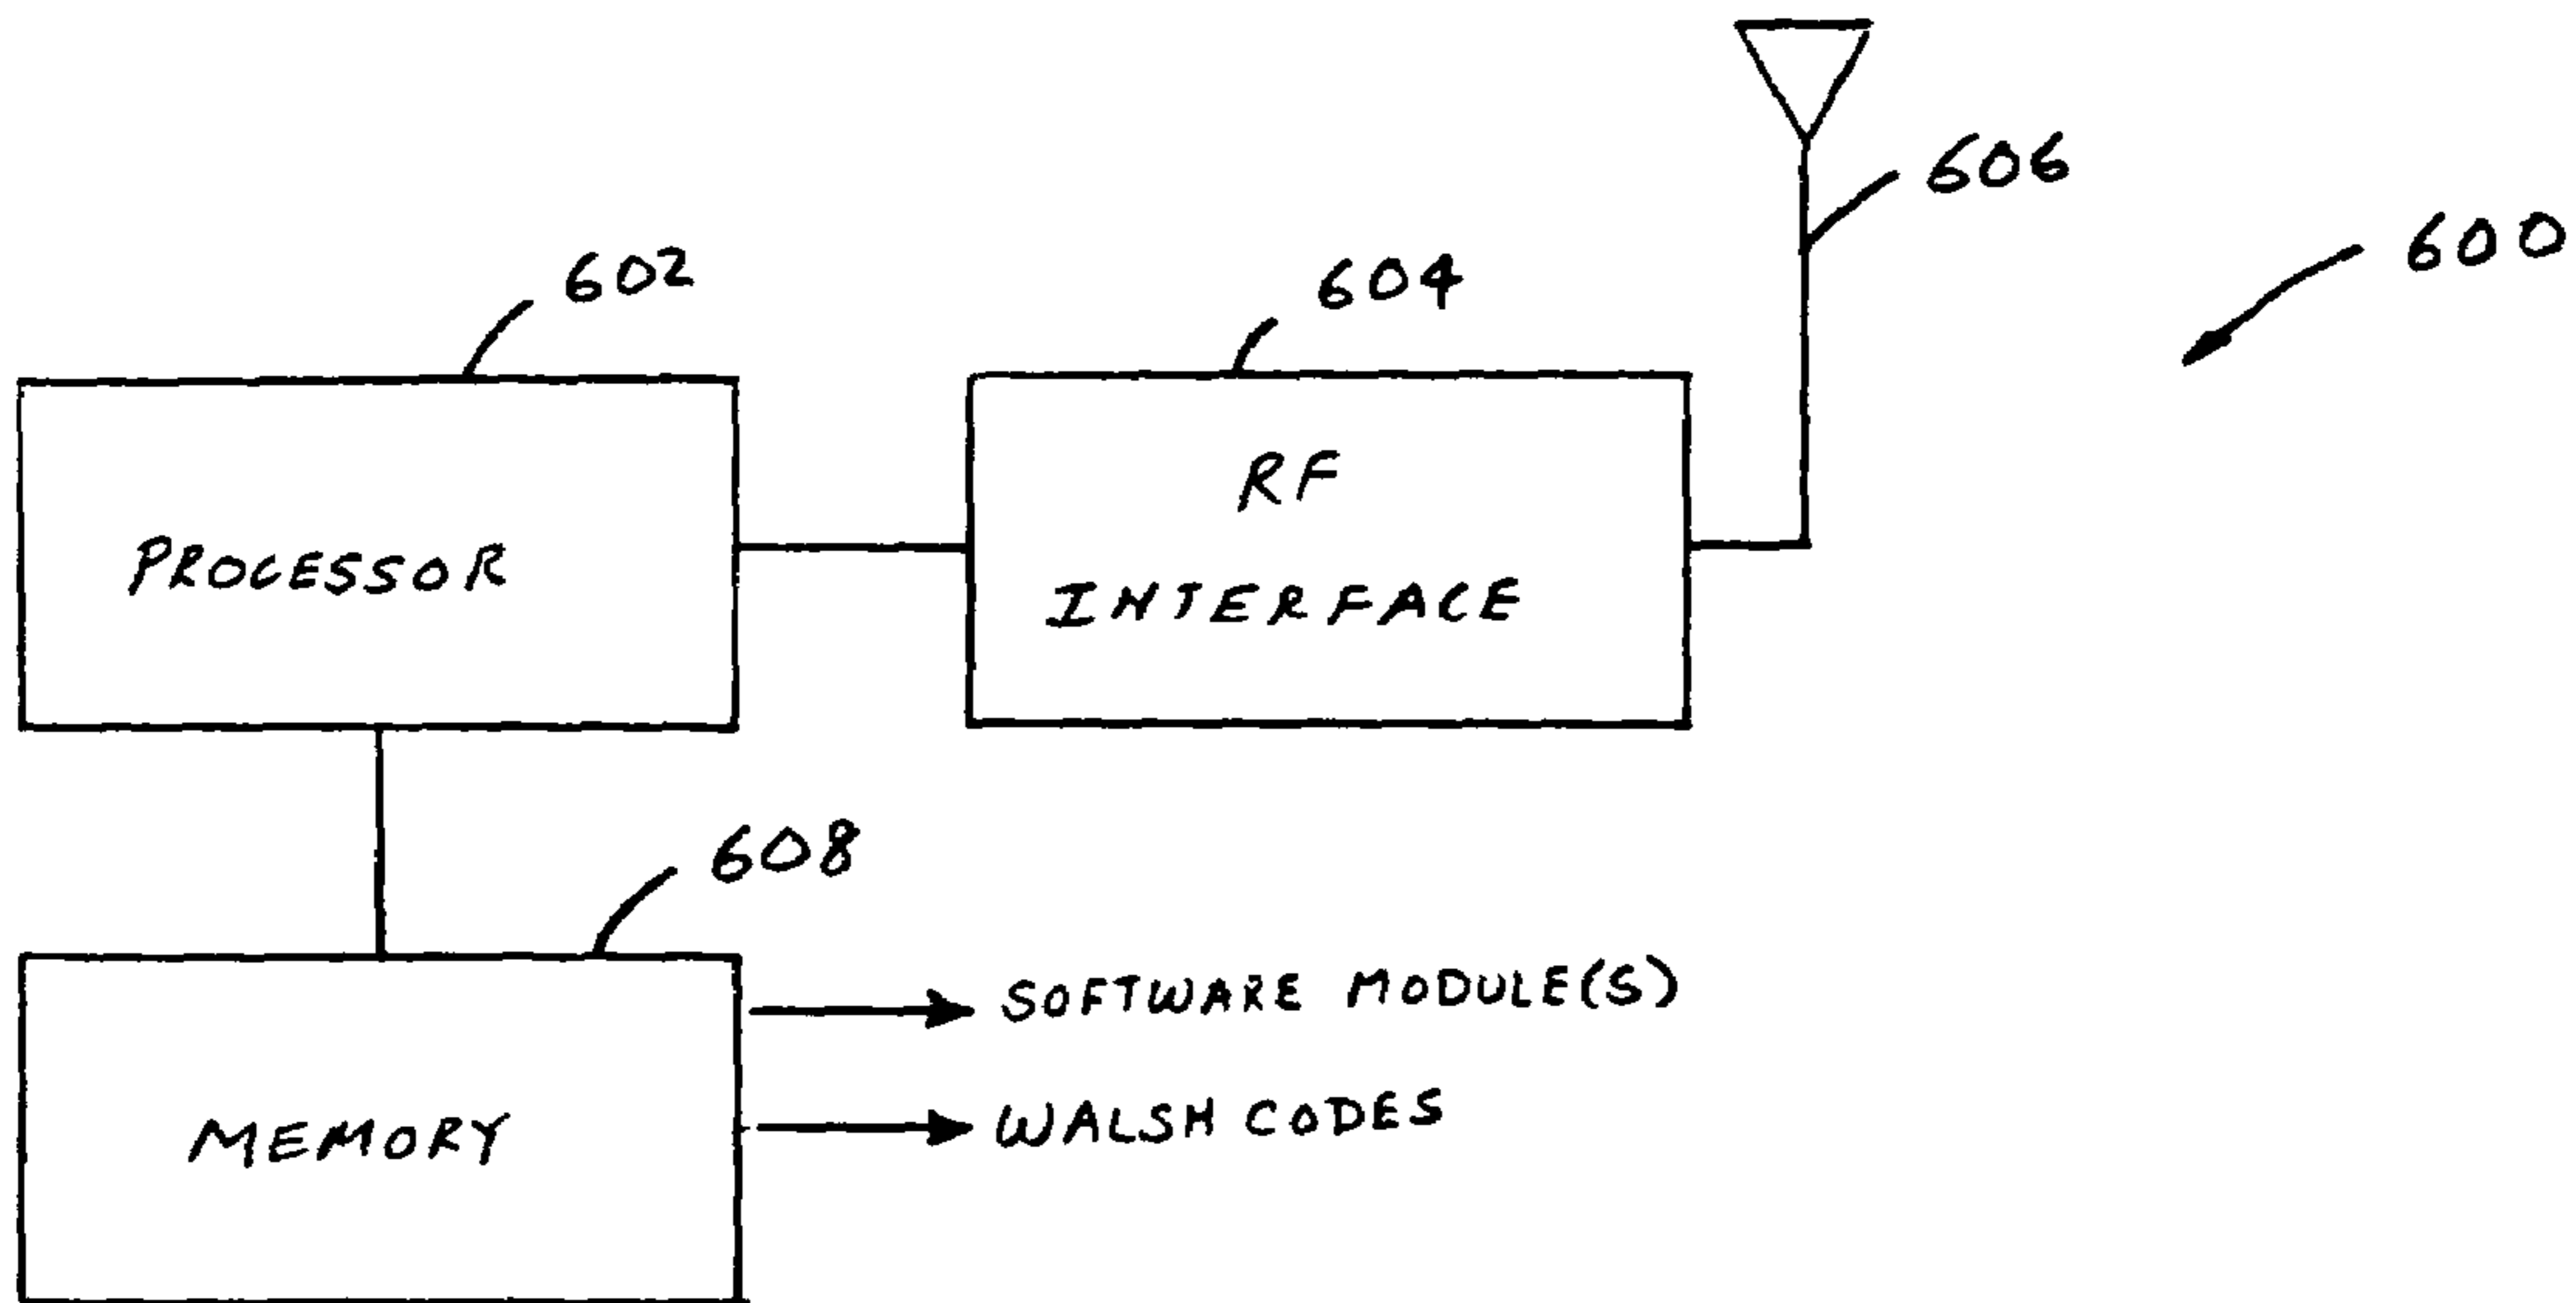 606
600
602
604
PROCESSOR
RF
INTERFACE
608
MEMORY
SOFTWARE MODULE(S)
WALSH CODES